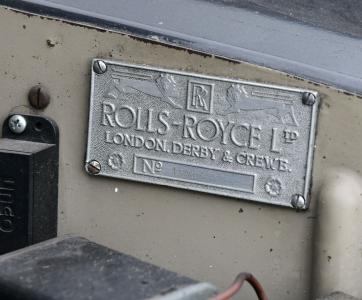 RR
ROLLS-ROYCE LTD
LONDON, DERBY & CREWE.
No